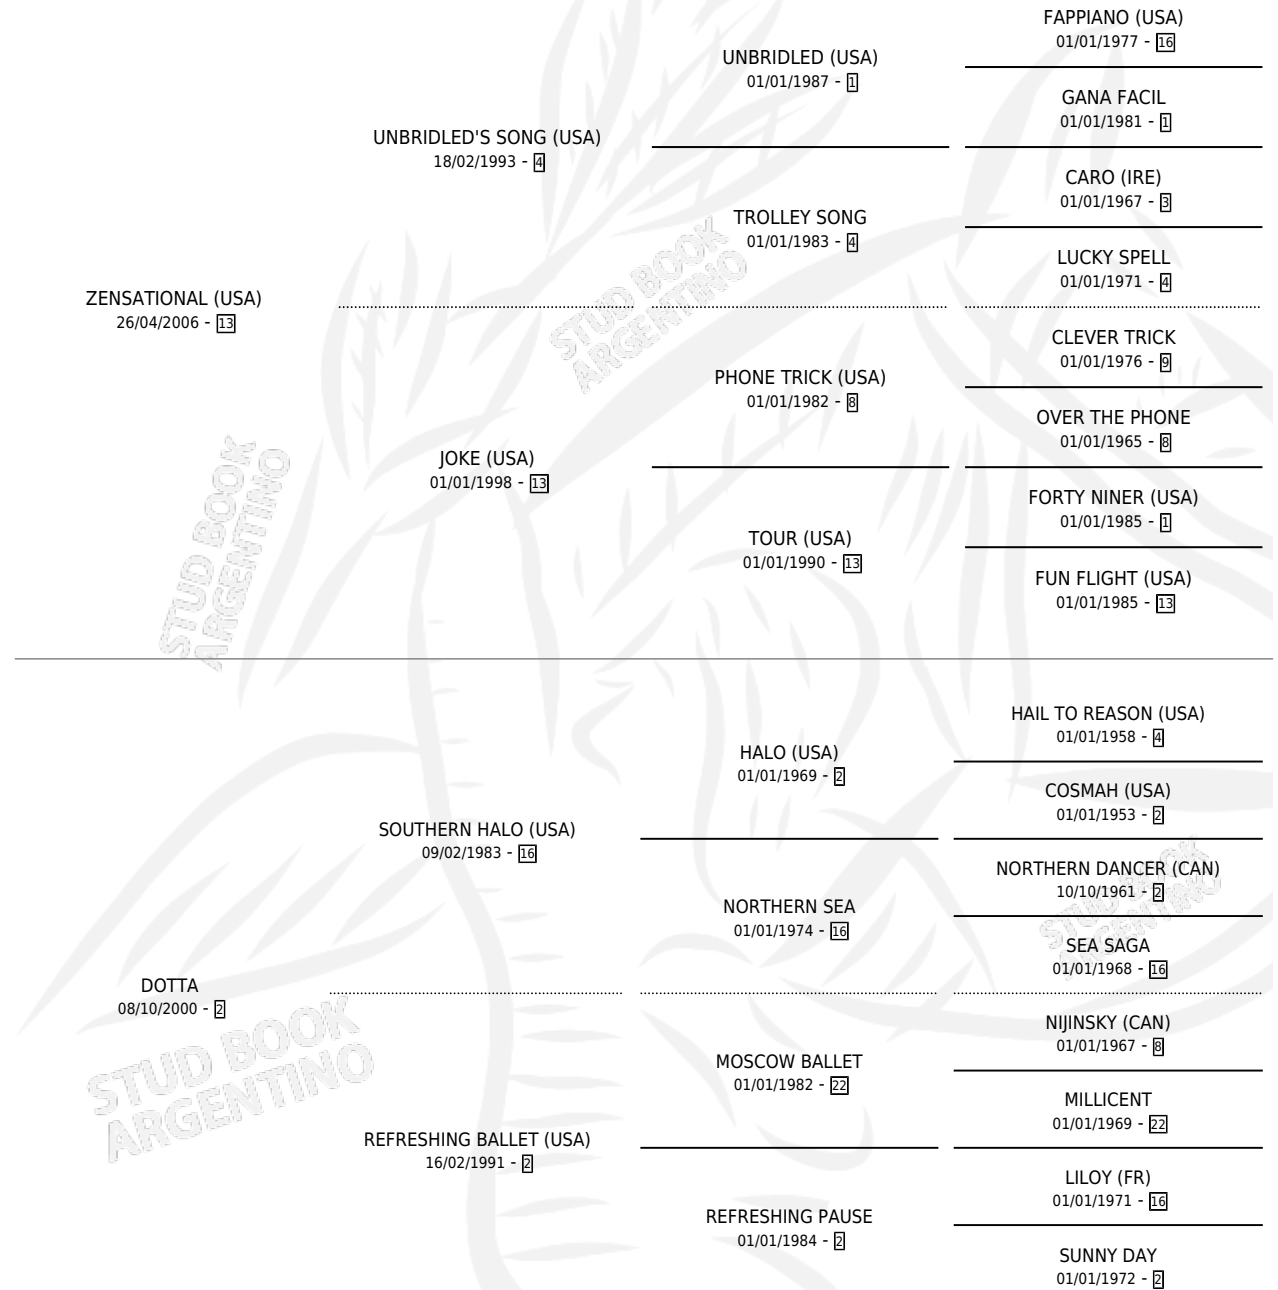 FAPPIANO (USA)
01/01/1977 - 16
UNBRIDLED (USA)
01/01/1987 - 1
GANA FACIL
01/01/1981 - 1
UNBRIDLED'S SONG (USA)
18/02/1993 - 4
CARO (IRE)
01/01/1967 - 3
TROLLEY SONG
01/01/1983 - 4
LUCKY SPELL
01/01/1971 - 4
ZENSATIONAL (USA)
26/04/2006 - 13
CLEVER TRICK
01/01/1976 - 9
PHONE TRICK (USA)
01/01/1982 - 8
OVER THE PHONE
01/01/1965 - 8
JOKE (USA)
01/01/1998 - 13
FORTY NINER (USA)
01/01/1985 - 1
TOUR (USA)
01/01/1990 - 13
FUN FLIGHT (USA)
01/01/1985 - 13
HAIL TO REASON (USA)
01/01/1958 - 4
HALO (USA)
01/01/1969 - 2
COSMAH (USA)
01/01/1953 - 2
SOUTHERN HALO (USA)
09/02/1983 - 16
NORTHERN DANCER (CAN)
10/10/1961 - 2
NORTHERN SEA
01/01/1974 - 16
SEA SAGA
01/01/1968 - 16
DOTTA
08/10/2000 - 2
NIJINSKY (CAN)
01/01/1967 - 8
MOSCOW BALLET
01/01/1982 - 22
MILLICENT
01/01/1969 - 22
REFRESHING BALLET (USA)
16/02/1991 - 2
LILOY (FR)
01/01/1971 - 16
REFRESHING PAUSE
01/01/1984 - 2
SUNNY DAY
01/01/1972 - 2
STUD BOOK
ARGENTINO
STUD BOOK
ARGENTINO
STUD BOOK
ARGENTINO
STUD BOOK
ARGENTINO